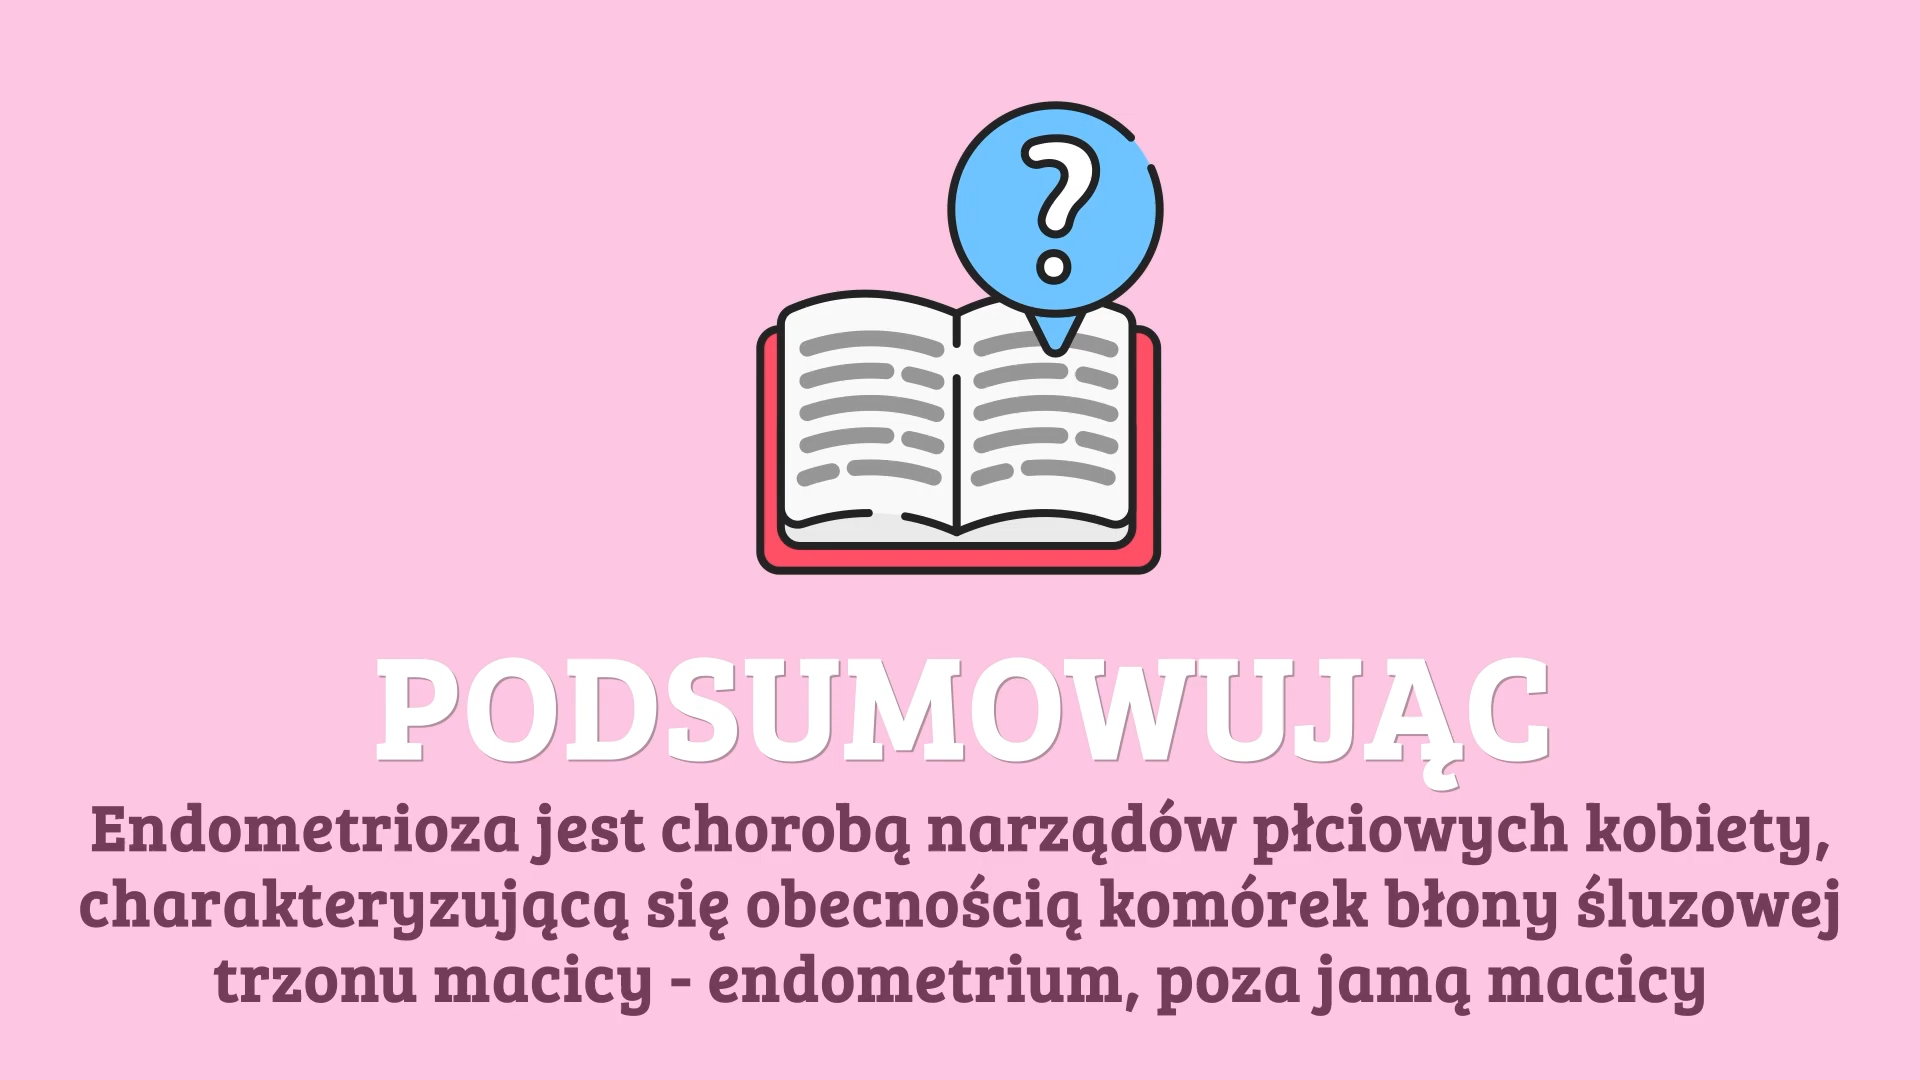 ?
PODSUMOWUJĄC
Endometrioza jest chorobą narządów płciowych kobiety,
charakteryzującą się obecnością komórek błony śluzowej
trzonu macicy - endometrium, poza jamą macicy